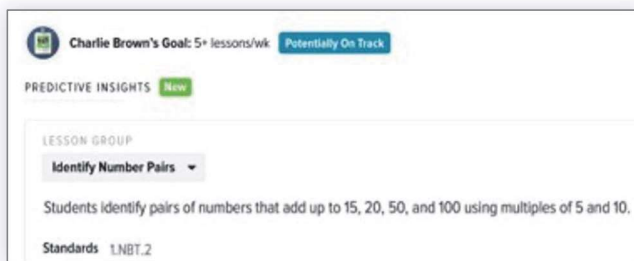 Charlie Brown's Goal: 5+ lessons/wk Potentially On Track
PREDICTIVE INSIGHTS New
LESSON GROUP
Identify Number Pairs
Students identify pairs of numbers that add up to 15, 20, 50, and 100 using multiples of 5 and 10.
Standards 1.NBT.2